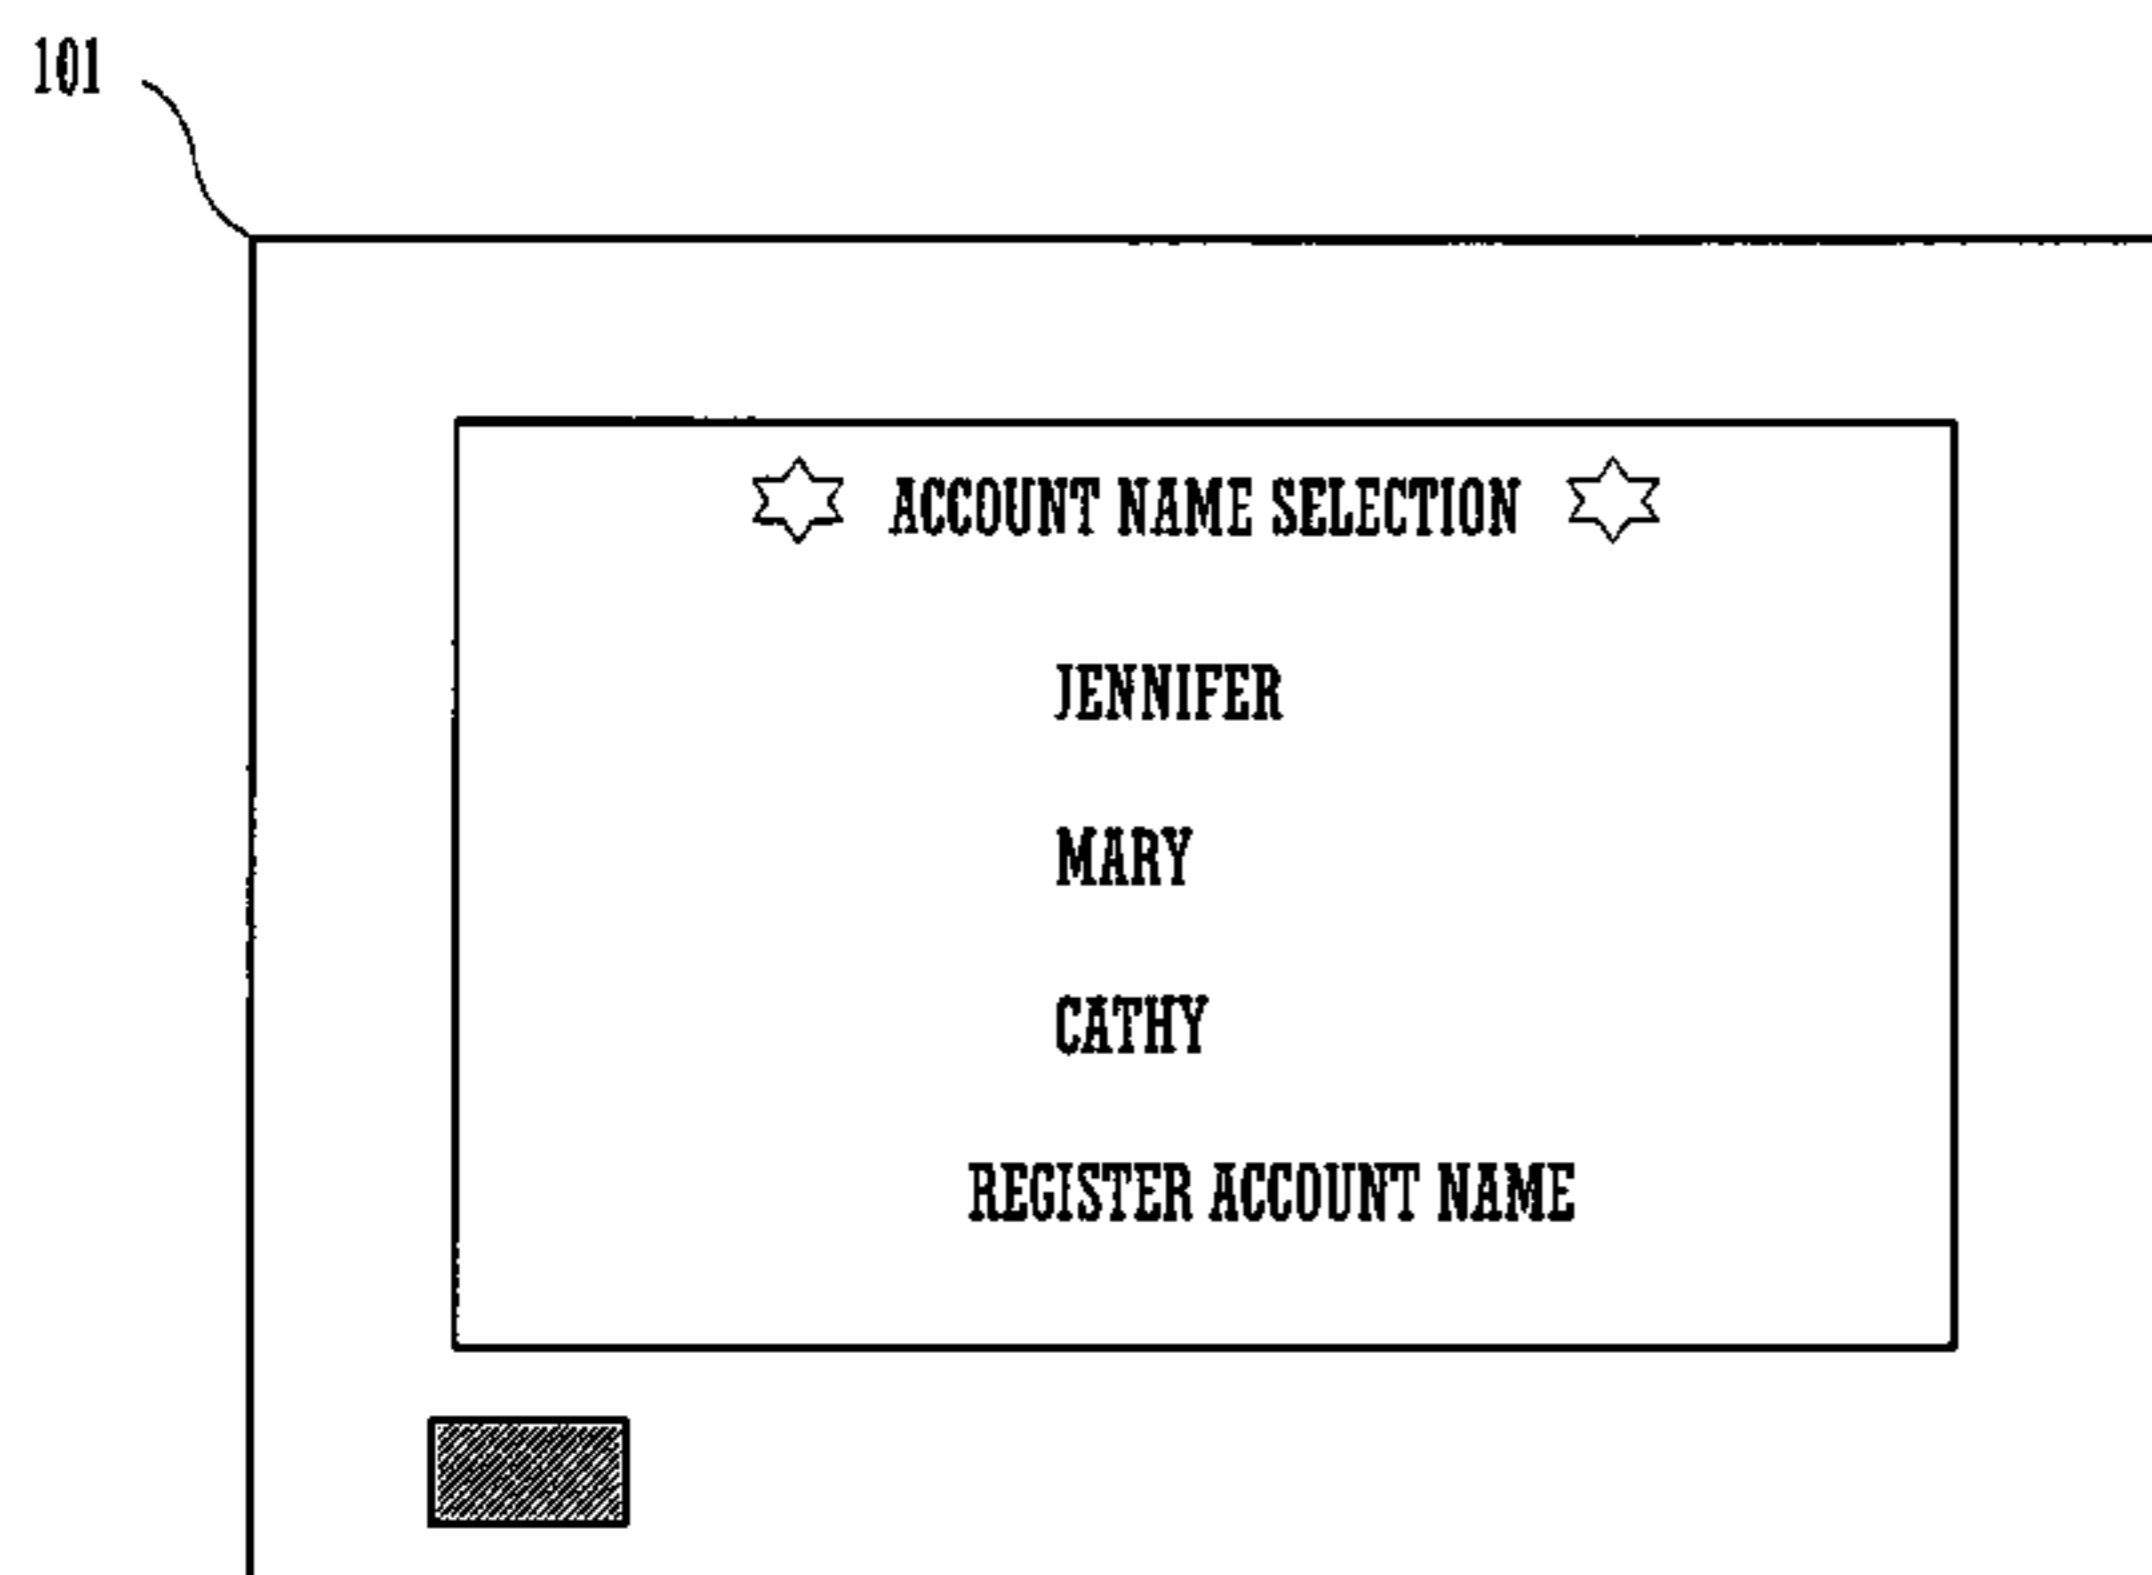 101
ACCOUNT NAME SELECTION
JENNIFER
MARY
CATHY
REGISTER ACCOUNT NAME